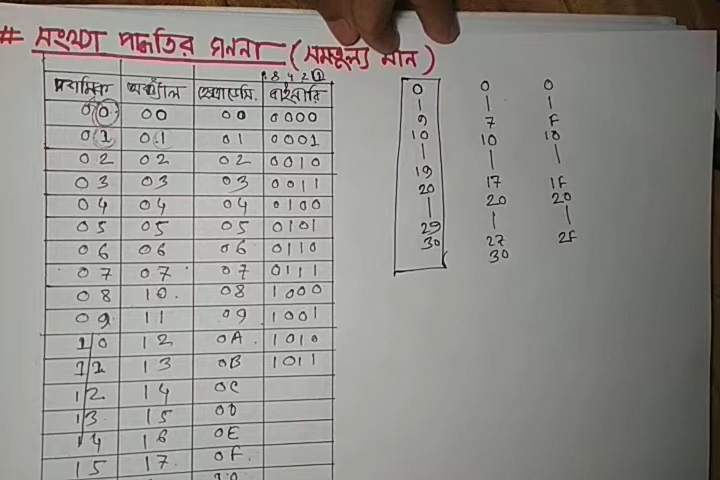 # সংখ্যা পদ্ধতির গননা (সমতুল্য মান)
8 4 2 1
দশমিক অক্টাল হেক্সাডেসি. বাইনারি
00 00 00 0000
01 01 01 0001
02 02 02 0010
03 03 03 0011
04 04 04 0100
05 05 05 0101
06 06 06 0110
07 07 07 0111
08 10 08 1000
09 11 09 1001
10 12 0A 1010
11 13 0B 1011
12 14 0C
13 15 0D
14 16 0E
15 17 0F
0 0 0
9 7 F
10 10 10
19 17 1F
20 20 20
29 27 2F
30 30